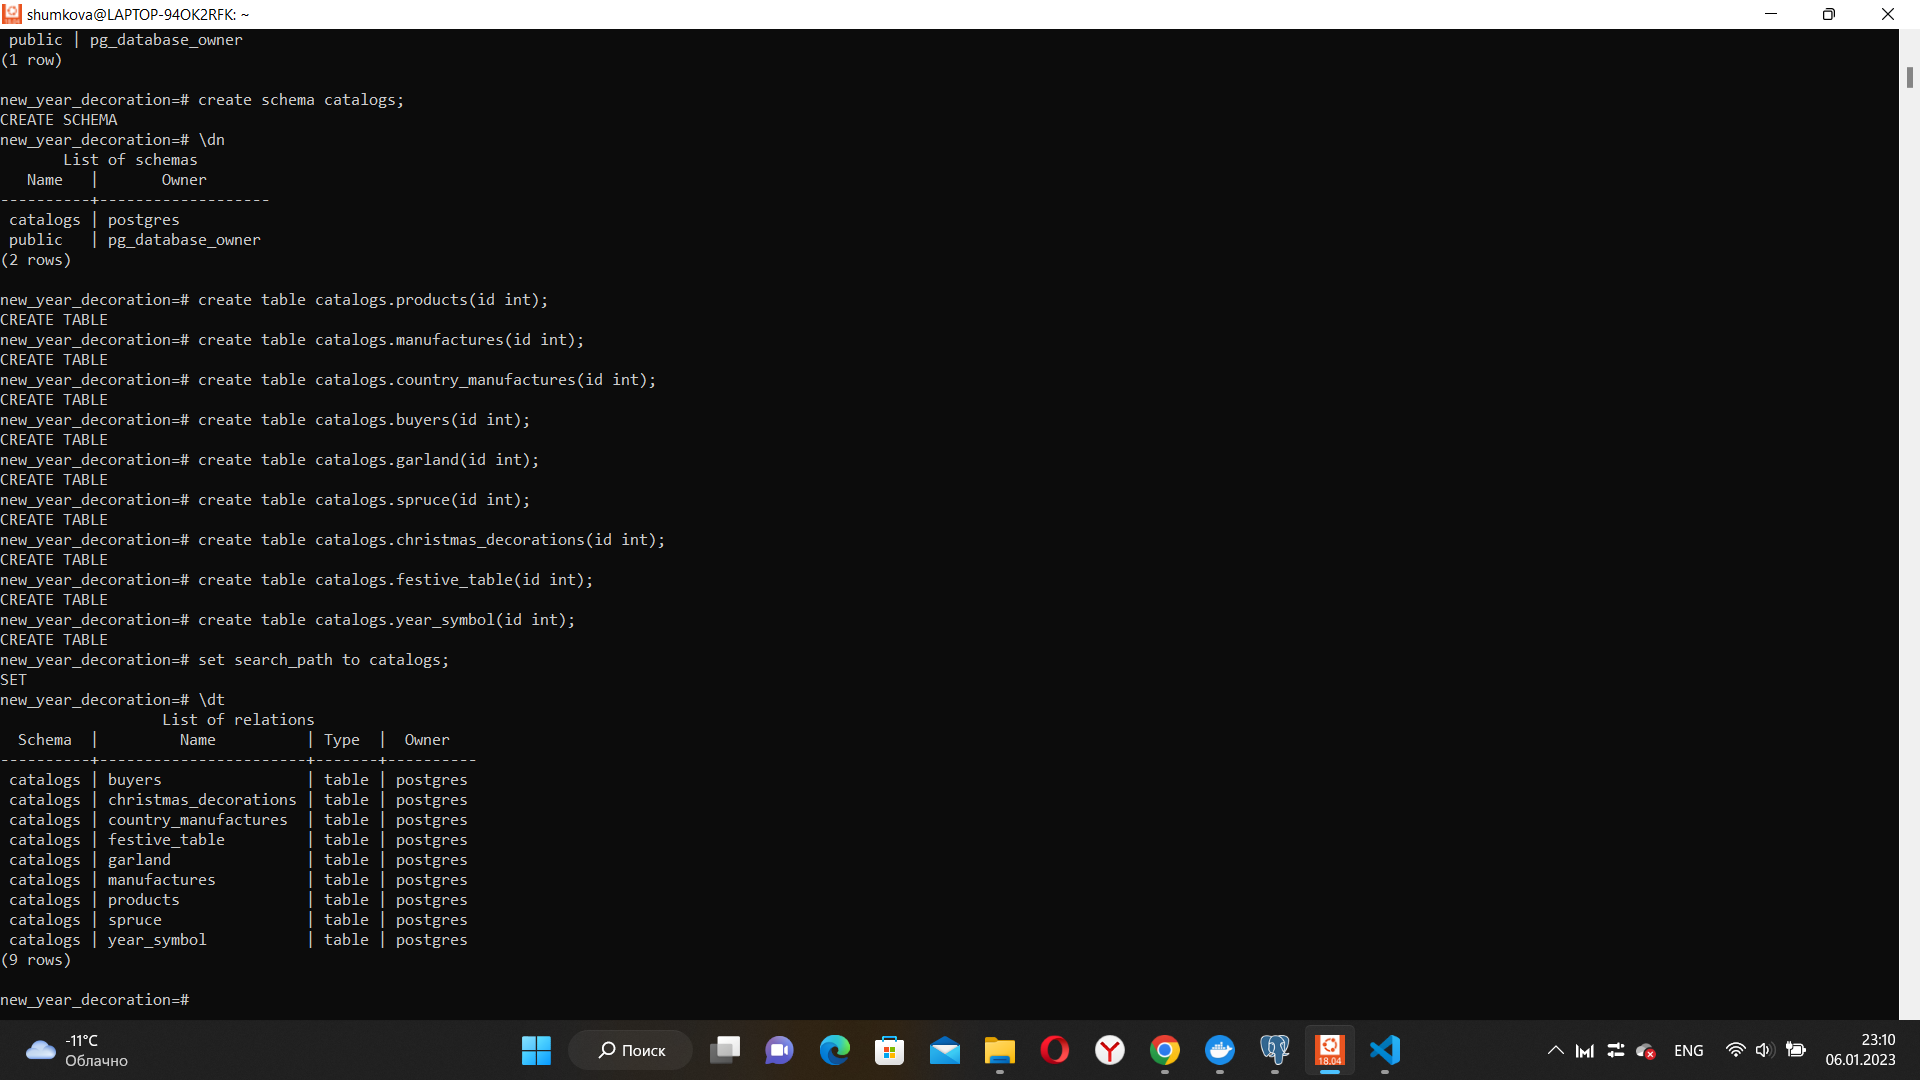 shumkova@LAPTOP-94OK2RFK: ~
 public | pg_database_owner
(1 row)

new_year_decoration=# create schema catalogs;
CREATE SCHEMA
new_year_decoration=# \dn
       List of schemas
   Name   |       Owner
----------+-------------------
 catalogs | postgres
 public   | pg_database_owner
(2 rows)

new_year_decoration=# create table catalogs.products(id int);
CREATE TABLE
new_year_decoration=# create table catalogs.manufactures(id int);
CREATE TABLE
new_year_decoration=# create table catalogs.country_manufactures(id int);
CREATE TABLE
new_year_decoration=# create table catalogs.buyers(id int);
CREATE TABLE
new_year_decoration=# create table catalogs.garland(id int);
CREATE TABLE
new_year_decoration=# create table catalogs.spruce(id int);
CREATE TABLE
new_year_decoration=# create table catalogs.christmas_decorations(id int);
CREATE TABLE
new_year_decoration=# create table catalogs.festive_table(id int);
CREATE TABLE
new_year_decoration=# create table catalogs.year_symbol(id int);
CREATE TABLE
new_year_decoration=# set search_path to catalogs;
SET
new_year_decoration=# \dt
                  List of relations
  Schema  |         Name          | Type  |  Owner
----------+-----------------------+-------+----------
 catalogs | buyers                | table | postgres
 catalogs | christmas_decorations | table | postgres
 catalogs | country_manufactures  | table | postgres
 catalogs | festive_table         | table | postgres
 catalogs | garland               | table | postgres
 catalogs | manufactures          | table | postgres
 catalogs | products              | table | postgres
 catalogs | spruce                | table | postgres
 catalogs | year_symbol           | table | postgres
(9 rows)

new_year_decoration=#
-11°C
Облачно
Поиск
18.04
ENG
23:10
06.01.2023